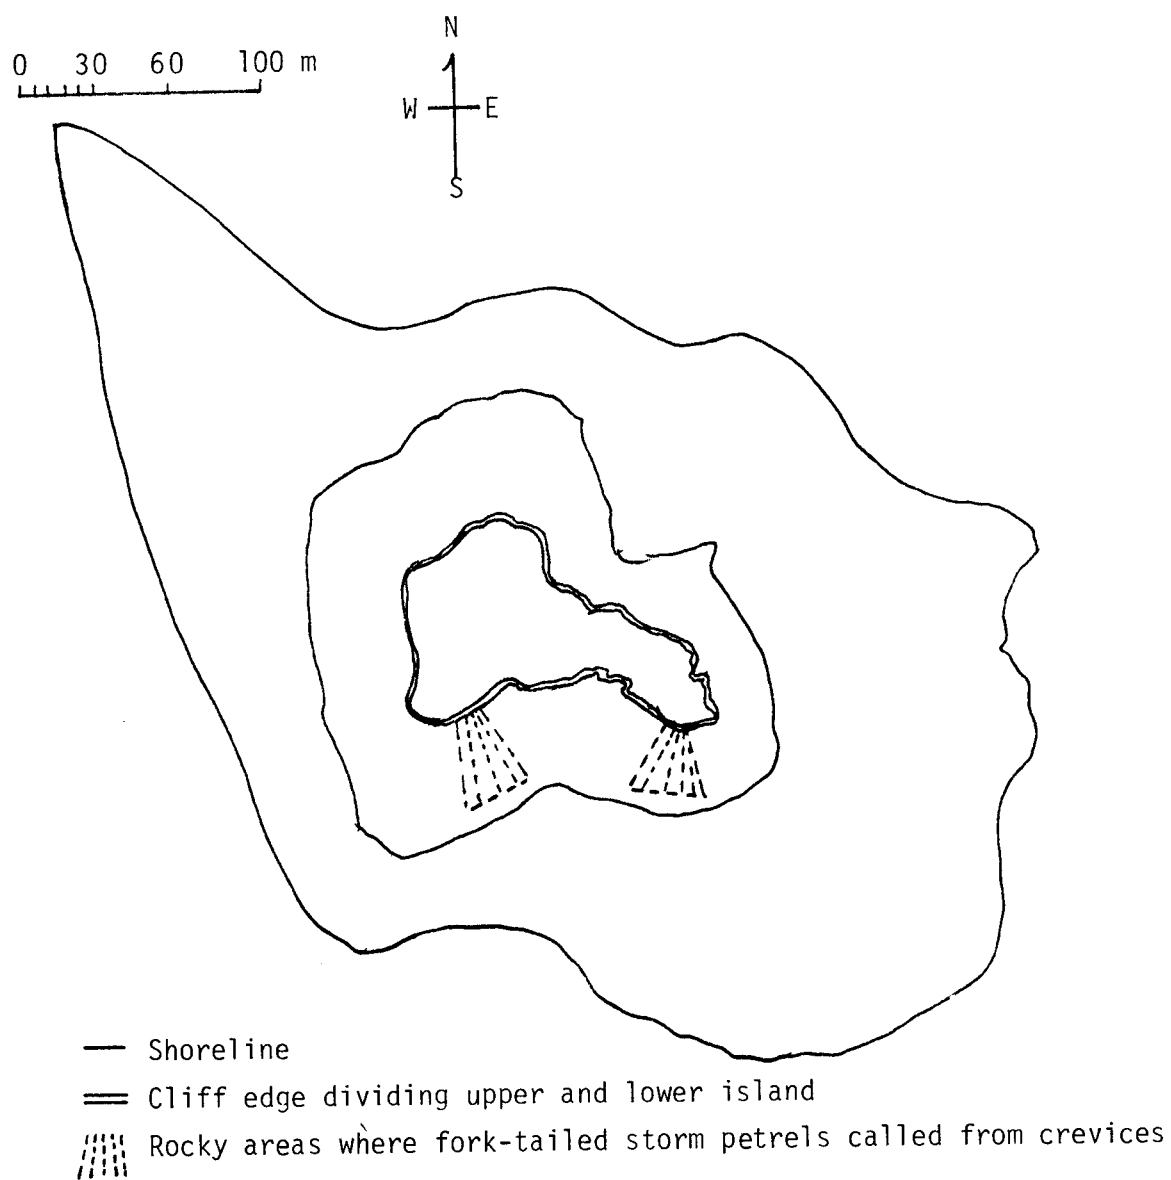 N
0 30 60 100 m
W E
S
Shoreline
Cliff edge dividing upper and lower island
Rocky areas where fork-tailed storm petrels called from crevices